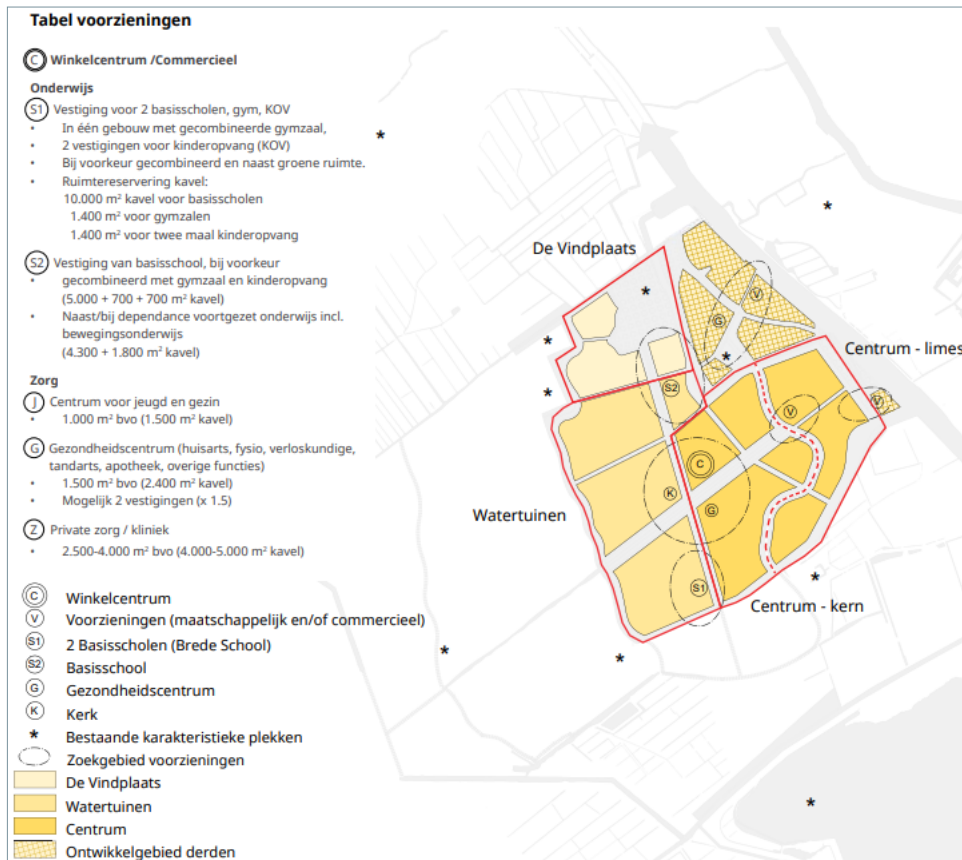 Tabel voorzieningen
C Winkelcentrum /Commercieel
Onderwijs
S1 Vestiging voor 2 basisscholen, gym, KOV
• In één gebouw met gecombineerde gymzaal,
• 2 vestigingen voor kinderopvang (KOV)
• Bij voorkeur gecombineerd en naast groene ruimte.
• Ruimtereservering kavel:
10.000 m² kavel voor basisscholen
1.400 m² voor gymzalen
1.400 m² voor twee maal kinderopvang
S2 Vestiging van basisschool, bij voorkeur
• gecombineerd met gymzaal en kinderopvang
(5.000 + 700 + 700 m² kavel)
• Naast/bij dependance voortgezet onderwijs incl.
bewegingsonderwijs
(4.300 + 1.800 m² kavel)
Zorg
J Centrum voor jeugd en gezin
• 1.000 m² bvo (1.500 m² kavel)
G Gezondheidscentrum (huisarts, fysio, verloskundige,
tandarts, apotheek, overige functies)
• 1.500 m² bvo (2.400 m² kavel)
• Mogelijk 2 vestigingen (x 1.5)
Z Private zorg / kliniek
• 2.500-4.000 m² bvo (4.000-5.000 m² kavel)
C Winkelcentrum
V Voorzieningen (maatschappelijk en/of commercieel)
S1 2 Basisscholen (Brede School)
S2 Basisschool
G Gezondheidscentrum
K Kerk
* Bestaande karakteristieke plekken
Zoekgebied voorzieningen
De Vindplaats
Watertuinen
Centrum
Ontwikkelgebied derden
De Vindplaats
V
G
Centrum - limes
S2
V
V
C
K
G
Watertuinen
S1
Centrum - kern